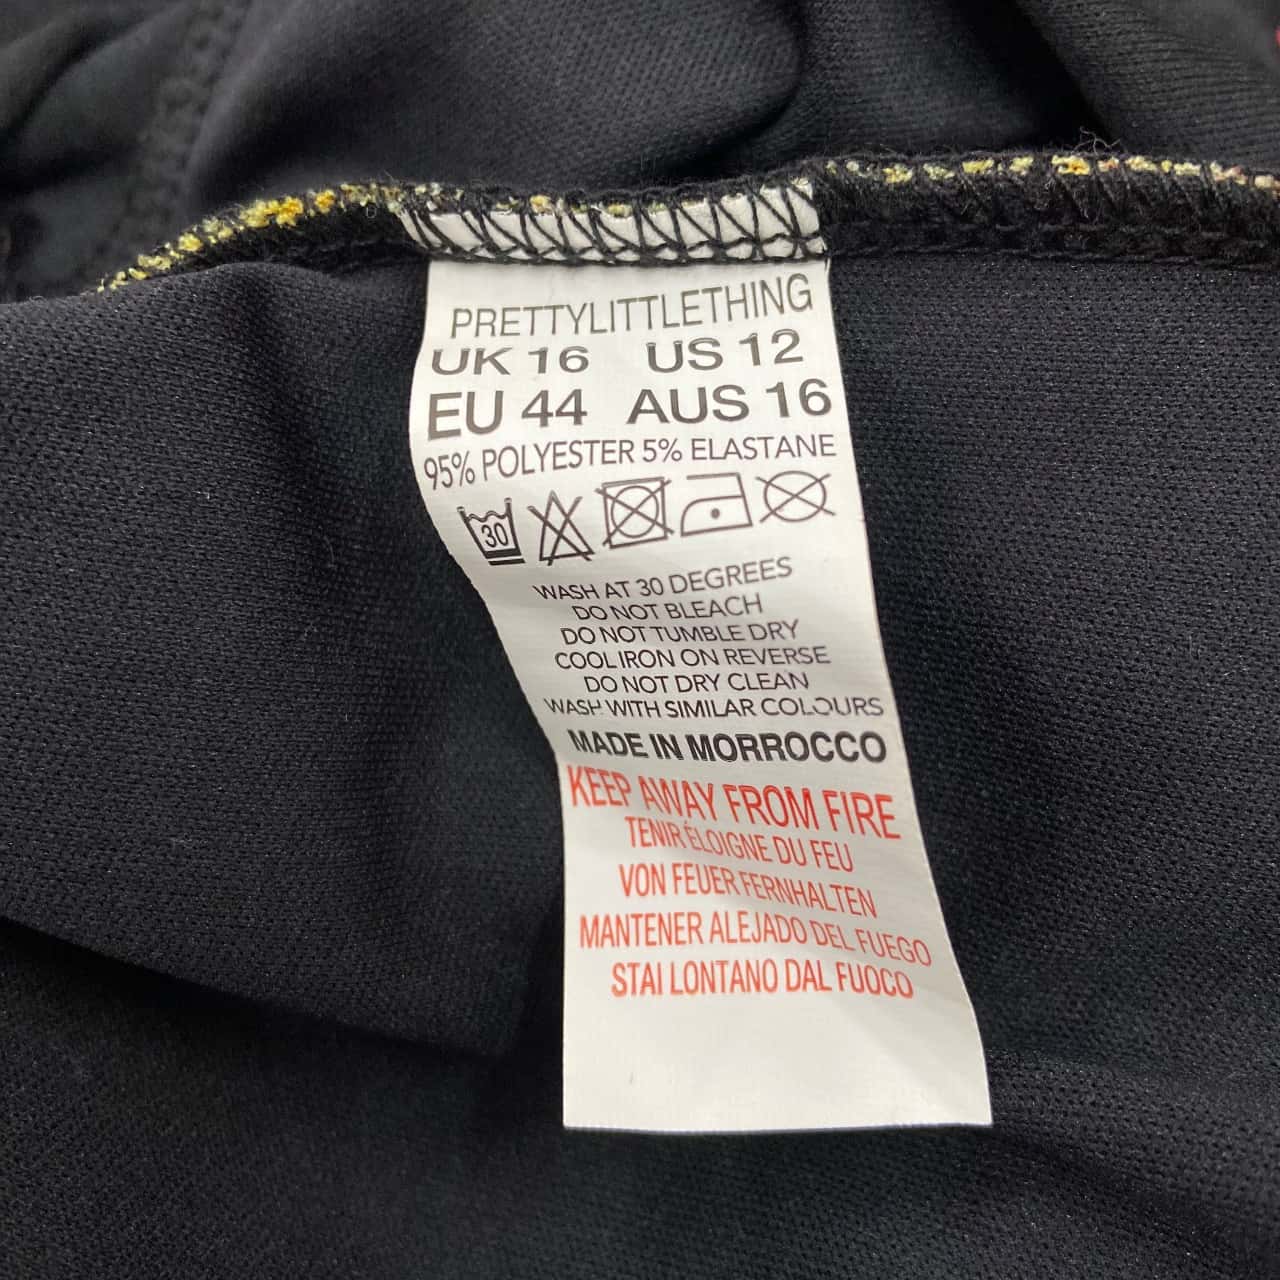 PRETTYLITTLETHING
UK 16 US 12
EU 44 AUS 16
95% POLYESTER 5% ELASTANE
30
WASH AT 30 DEGREES
DO NOT BLEACH
DO NOT TUMBLE DRY
COOL IRON ON REVERSE
DO NOT DRY CLEAN
WASH WITH SIMILAR COLOURS
MADE IN MORROCCO
KEEP AWAY FROM FIRE
TENIR ÉLOIGNE DU FEU
VON FEUER FERNHALTEN
MANTENER ALEJADO DEL FUEGO
STAI LONTANO DAL FUOCO